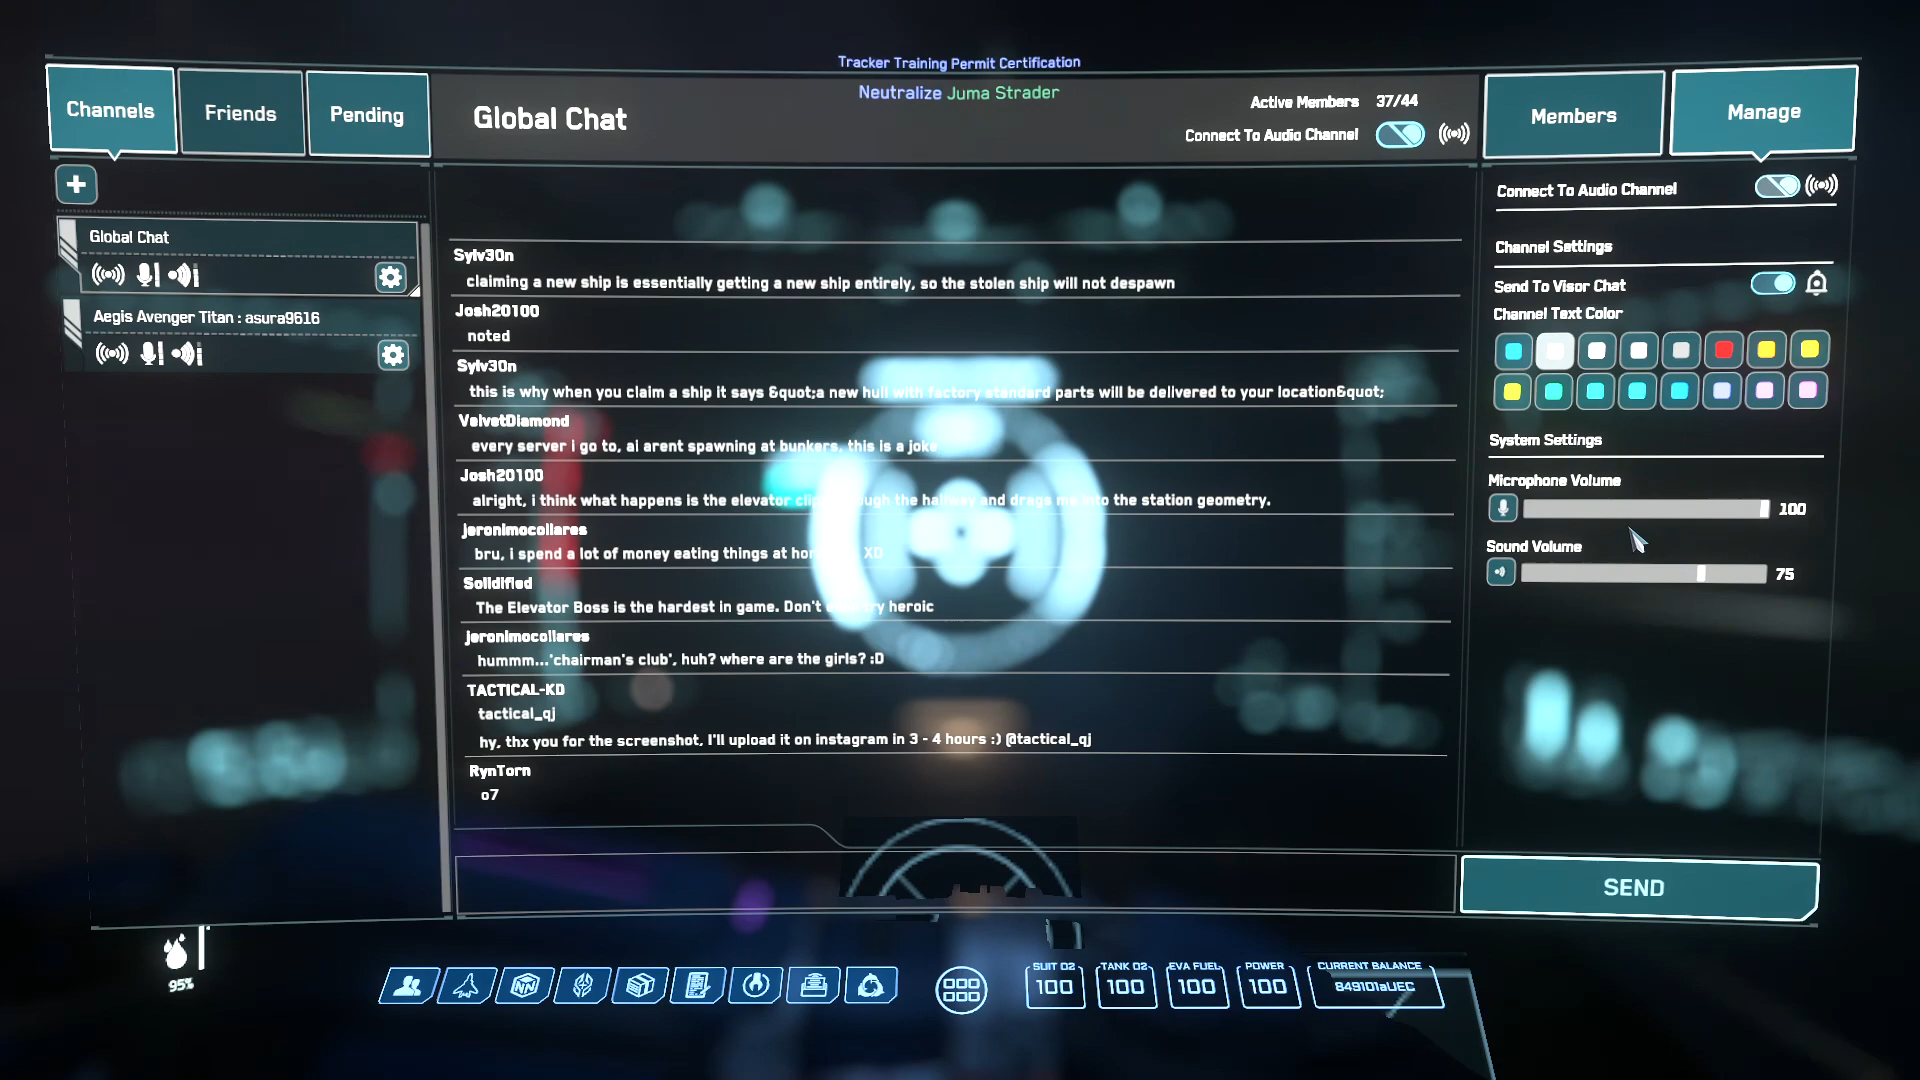 Tracker Training Permit Certification
Neutralize Juma Strader
Channels
Friends
Pending
Global Chat
Active Members 37/44
Connect To Audio Channel
Members
Manage
Global Chat
Aegis Avenger Titan : asura9616
Sylv30n
claiming a new ship is essentially getting a new ship entirely, so the stolen ship will not despawn
Josh20100
noted
Sylv30n
this is why when you claim a ship it says &quot;a new hull with factory standard parts will be delivered to your location&quot;
VelvetDiamond
every server i go to, ai arent spawning at bunkers, this is a joke
Josh20100
alright, i think what happens is the elevator the hallway and drags me into the station geometry.
jeronimocollares
bru, i spend a lot of money eating things at XD
Solidified
The Elevator Boss is the hardest in game. Don't try heroic
jeronimocollares
hummm...'chairman's club', huh? where are the girls? :D
TACTICAL-KD
tactical_qj
hy, thx you for the screenshot, I'll upload it on instagram in 3 - 4 hours :) @tactical_qj
RynTorn
o7
Connect To Audio Channel
Channel Settings
Send To Visor Chat
Channel Text Color
System Settings
Microphone Volume
100
Sound Volume
75
SEND
95%
NN
SUIT O2
100
TANK O2
100
EVA FUEL
100
POWER
100
CURRENT BALANCE
849101aUEC